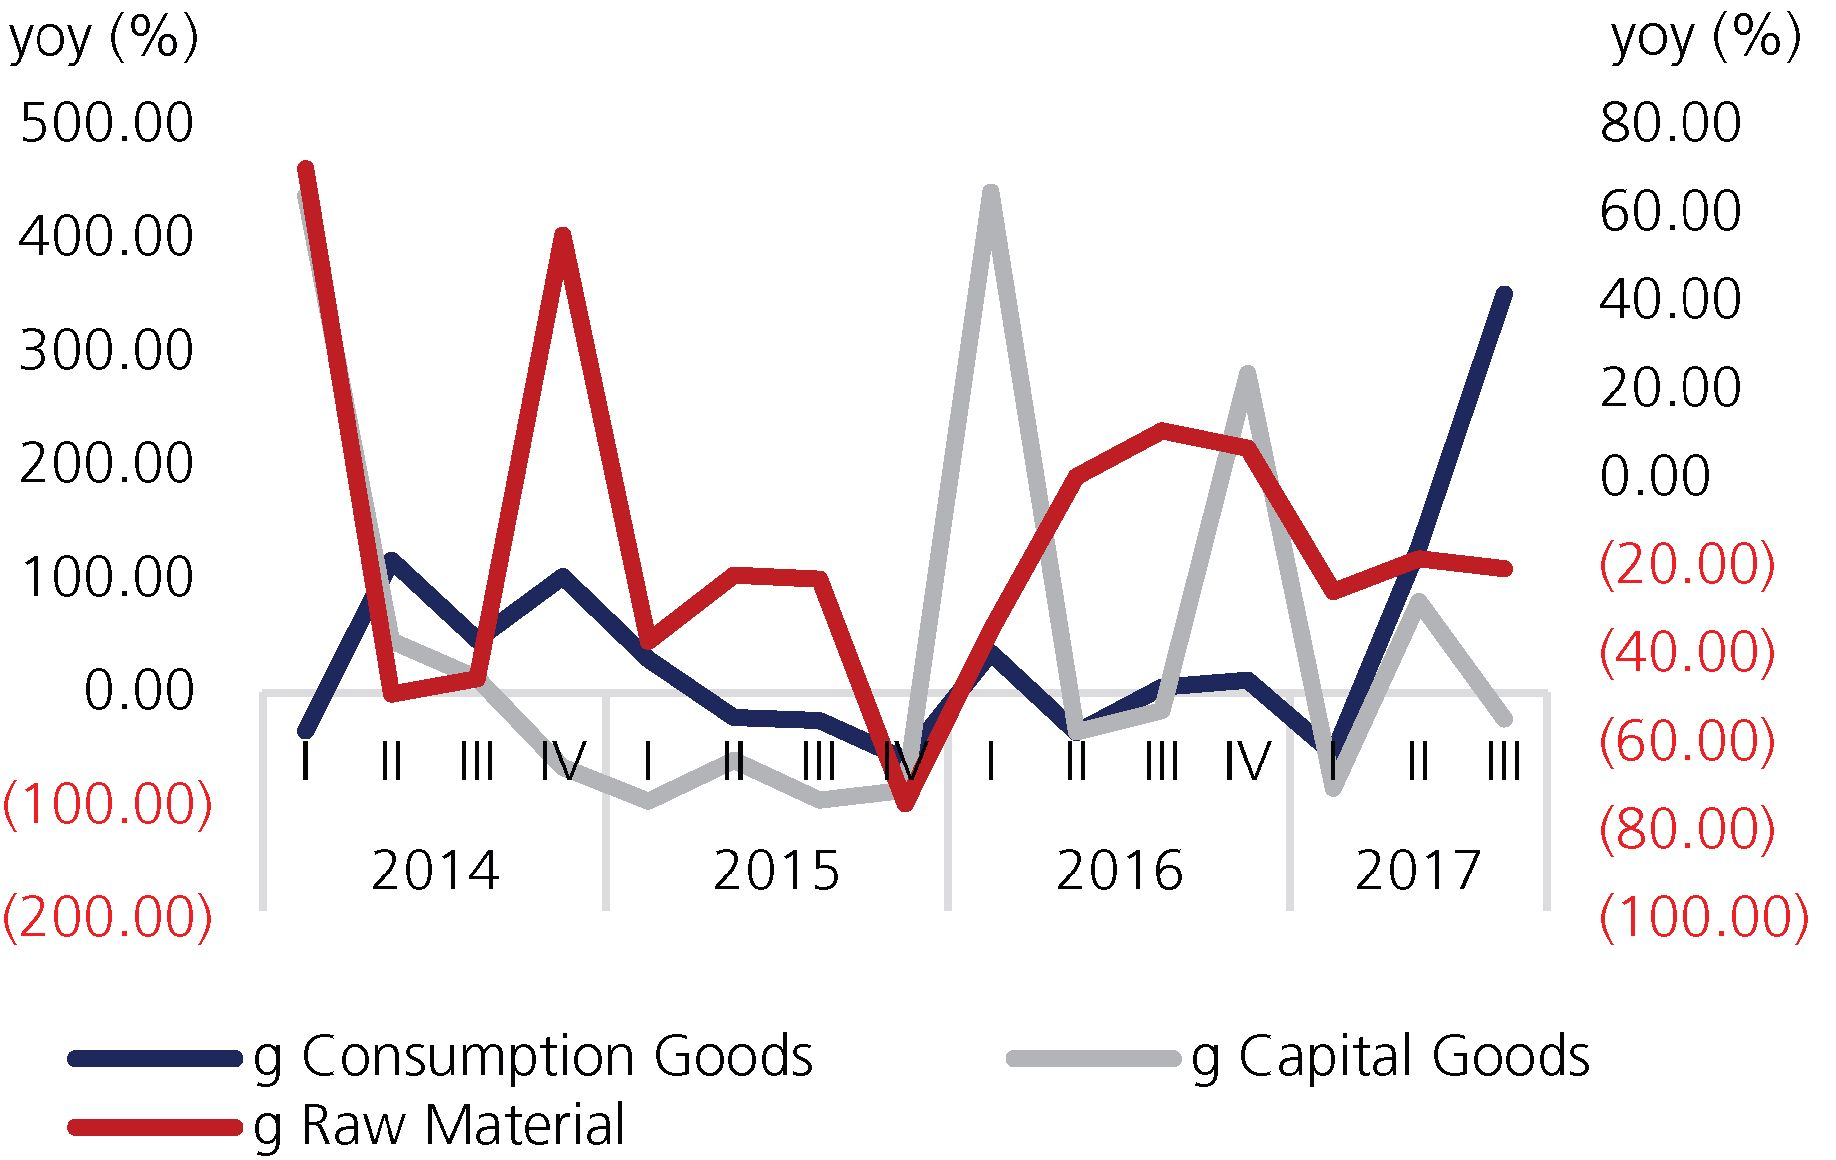 yoy (%) yoy (%)
500.00 80.00
400.00 60.00
300.00 40.00
200.00 20.00
100.00 0.00
0.00 (20.00)
(100.00) (40.00)
(200.00) (60.00)
(80.00)
(100.00)
I II III IV I II III IV I II III IV I II III
2014 2015 2016 2017
g Consumption Goods g Capital Goods
g Raw Material